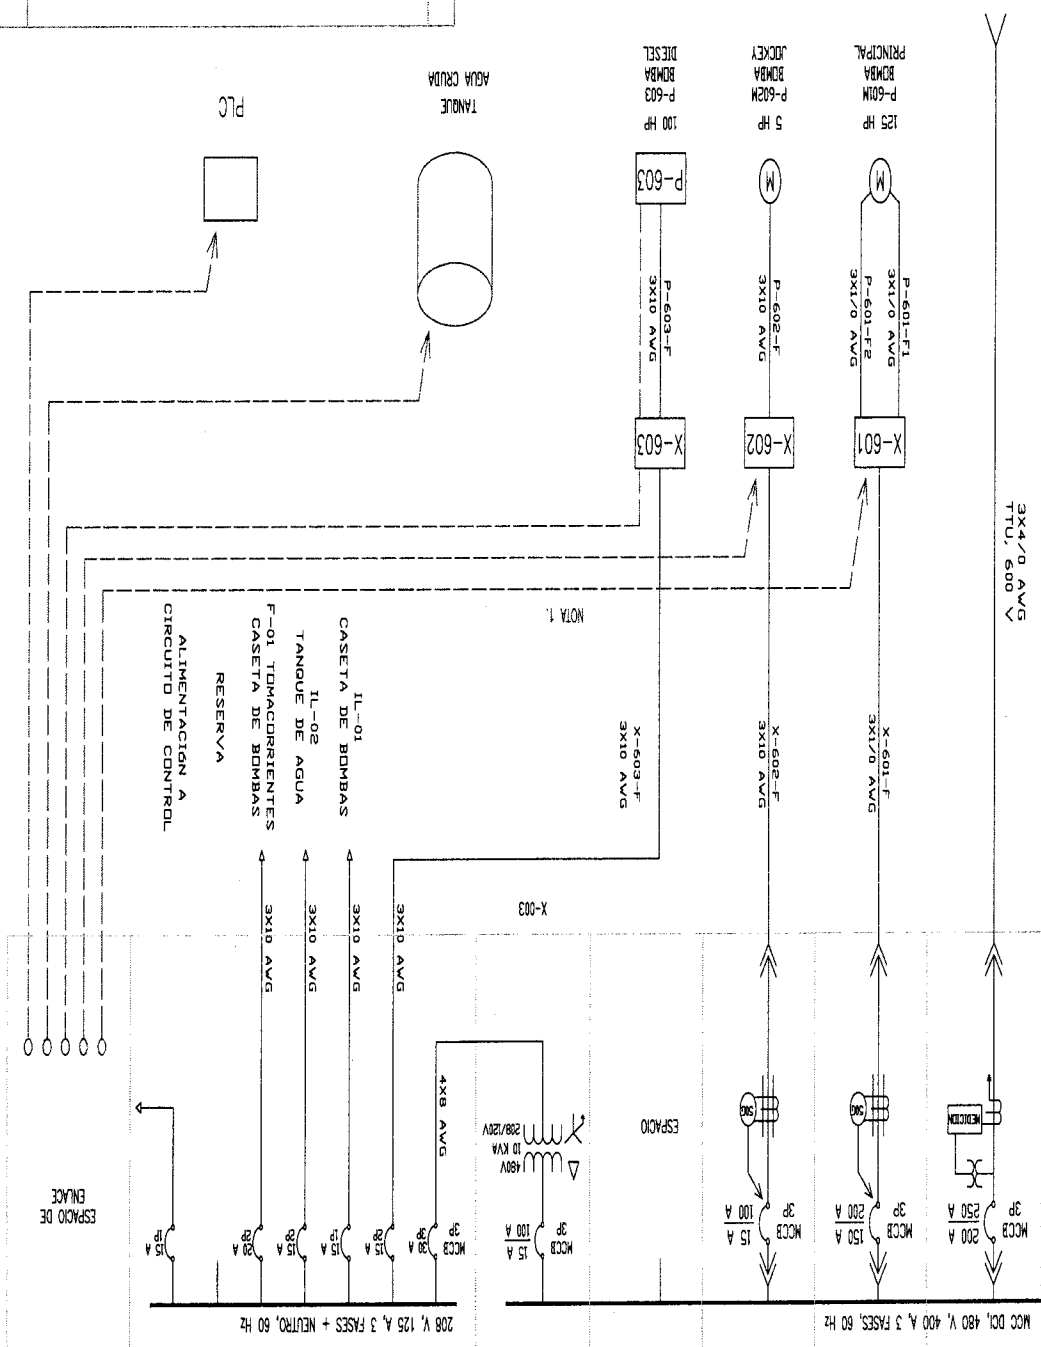 MCC DCI, 480 V, 400 A, 3 FASES, 60 Hz
208 V, 125 A, 3 FASES + NEUTRO, 60 Hz
MCCB
3P
200 A
250 A
MEDICION
MCCB
3P
150 A
200 A
50G
MCCB
3P
15 A
100 A
50G
ESPACIO
MCCB
3P
15 A
100 A
480V
10 KVA
208/120V
MCCB
3P
30 A
3P
4X8 AWG
15 A
2P
15 A
1P
15 A
2P
20 A
2P
15 A
1P
ESPACIO DE
ENLACE
X-003
3X10 AWG
3X10 AWG
3X10 AWG
3X10 AWG
IL-01
CASETA DE BOMBAS
IL-02
TANQUE DE AGUA
F-01 TOMACORRIENTES
CASETA DE BOMBAS
RESERVA
ALIMENTACIÓN A
CIRCUITO DE CONTROL
3X4/0 AWG
TTU, 600 V
X-601-F
3X1/0 AWG
X-602-F
3X10 AWG
X-603-F
3X10 AWG
NOTA 1.
X-601
X-602
X-603
P-601-F1
3X1/0 AWG
P-601-F2
3X1/0 AWG
P-602-F
3X10 AWG
P-603-F
3X10 AWG
M
M
P-603
125 HP
P-601M
BOMBA
PRINCIPAL
5 HP
P-602M
BOMBA
JOCKEY
100 HP
P-603
BOMBA
DIESEL
TANQUE
AGUA CRUDA
PLC